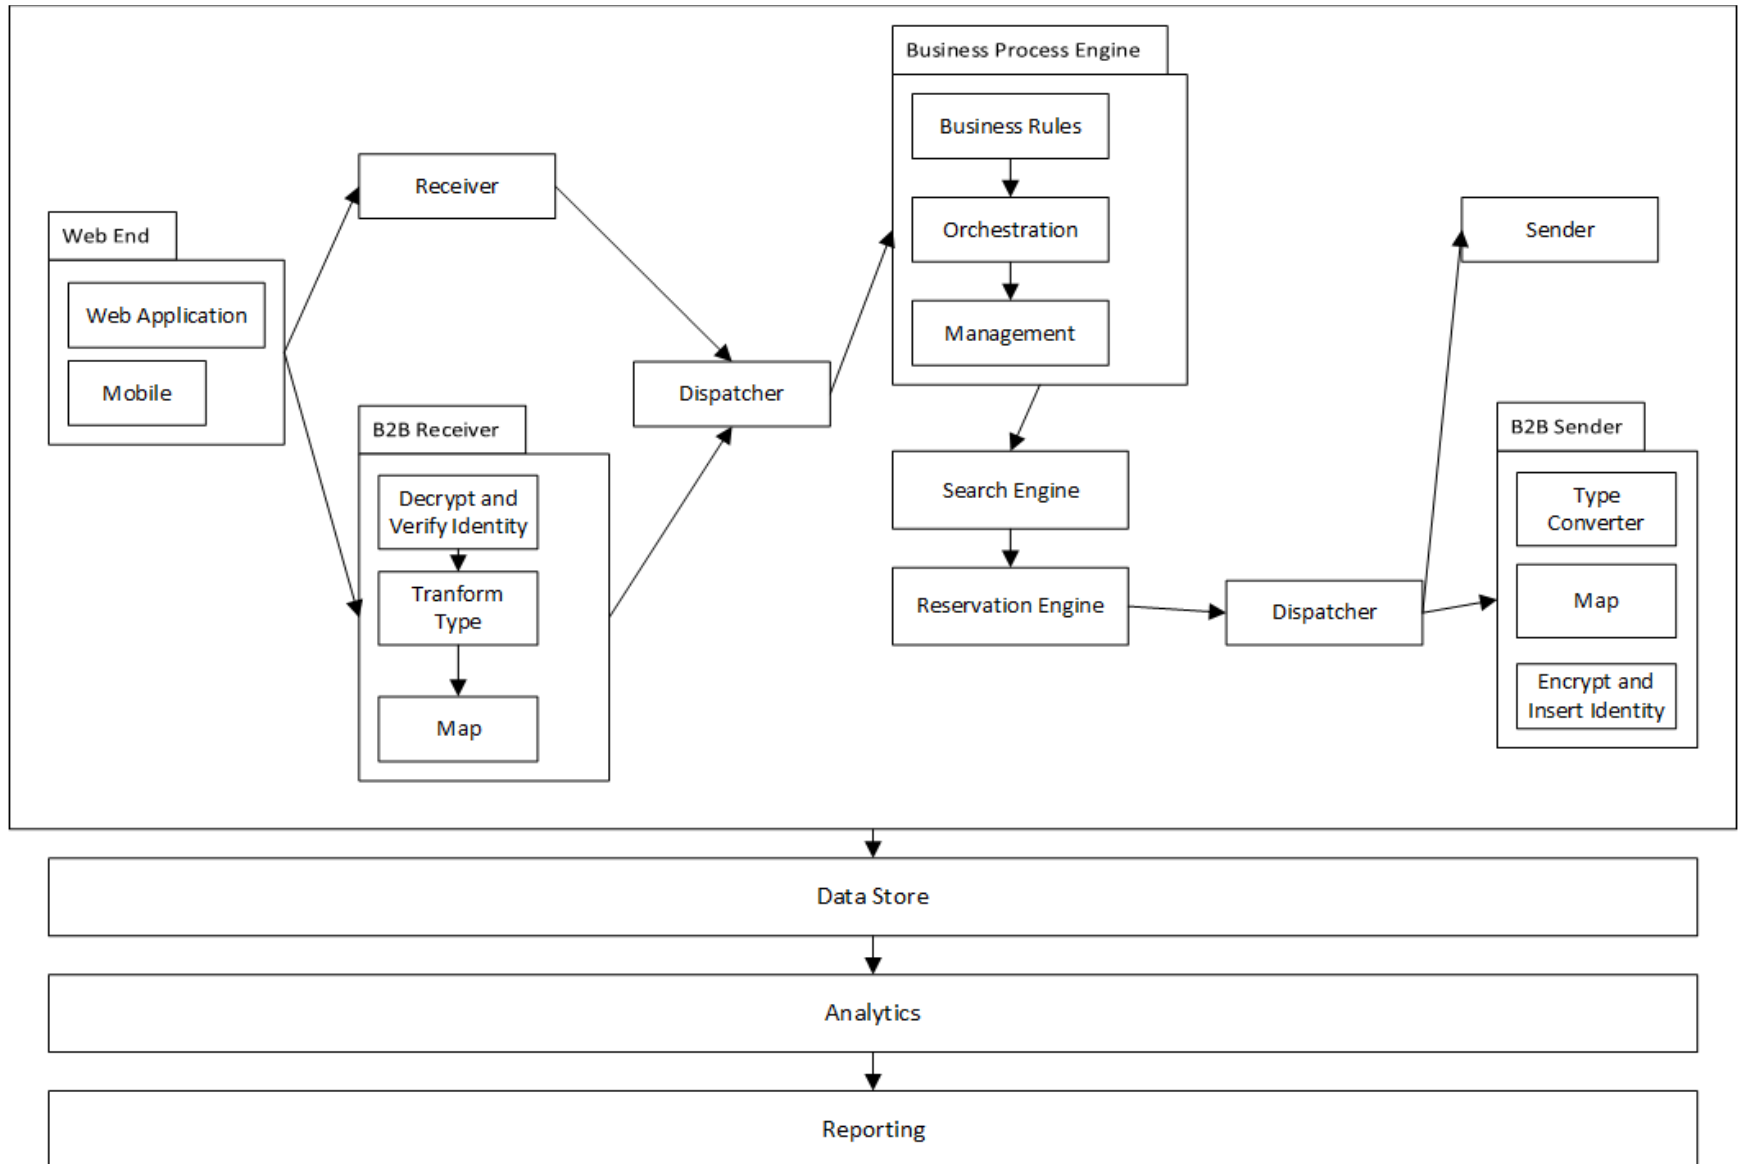 Business Process Engine
Business Rules
Orchestration
Management
Receiver
Web End
Web Application
Mobile
Dispatcher
B2B Receiver
Decrypt and
Verify Identity
Tranform
Type
Map
Search Engine
Reservation Engine
Dispatcher
Sender
B2B Sender
Type
Converter
Map
Encrypt and
Insert Identity
Data Store
Analytics
Reporting